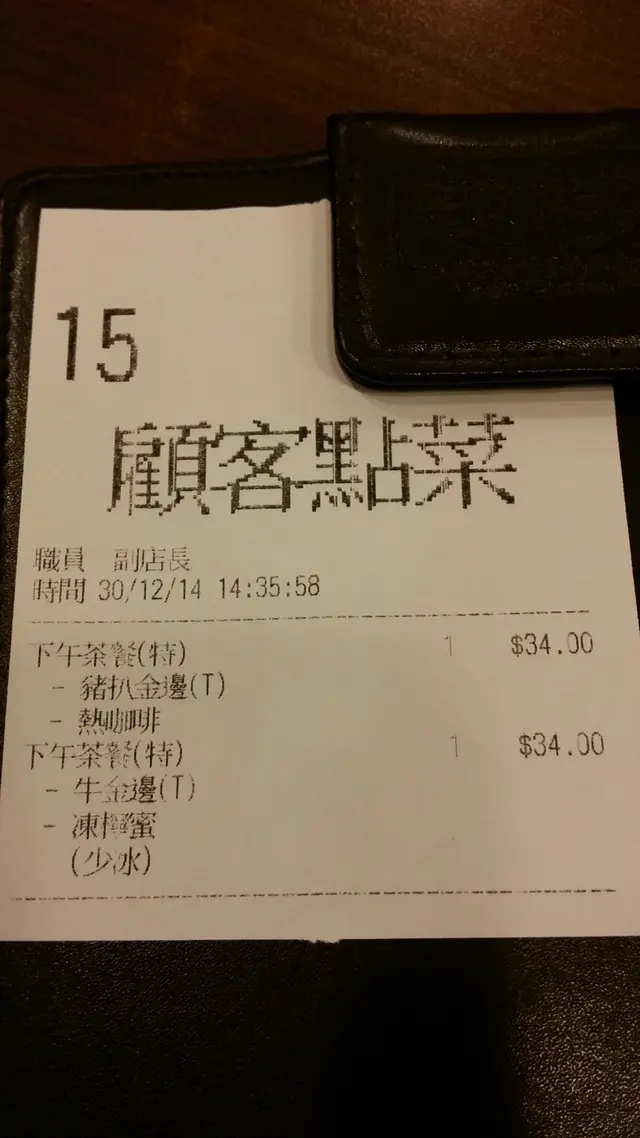 15
顧客點菜
職員 副店長
時間 30/12/14 14:35:58
下午茶餐(特) 1 $34.00
- 豬扒金邊(T)
- 熱咖啡
下午茶餐(特) 1 $34.00
- 牛金邊(T)
- 凍檸蜜
(少冰)